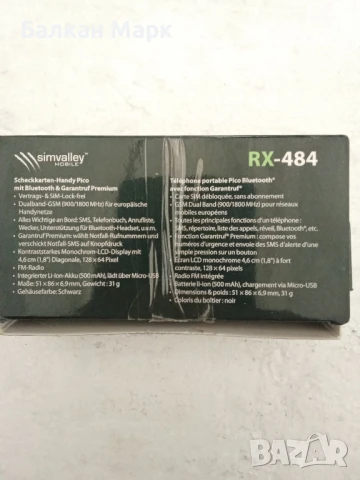 Балкан Марк
simvalley
MOBILE
RX-484
Scheckkarten-Handy Pico
mit Bluetooth & Garantruf Premium
• Vertrags- & SIM-Lock-frei
• Dualband-GSM (900/1800 MHz) für europäische
Handynetze
• Alles Wichtige an Bord: SMS, Telefonbuch, Anrufliste,
Wecker, Unterstützung für Bluetooth-Headset, u.v.m.
• Garantruf Premium wählt Notfall-Rufnummern und
verschickt Notfall-SMS auf Knopfdruck
• Kontraststarkes Monochrom-LCD-Display mit
4,6 cm (1,8") Diagonale, 128 x 64 Pixel
• FM-Radio
• Integrierter Li-ion-Akku (500 mAh), lädt über Micro-USB
• Maße: 51 x 86 x 6,9 mm, Gewicht: 31 g
• Gehäusefarbe: Schwarz
Téléphone portable Pico Bluetooth®
avec fonction Garantruf®
• Carte SIM débloquée, sans abonnement
• GSM Dual Band (900/1800 MHz) pour réseaux
mobiles européens
• Toutes les principales fonctions d'un téléphone :
SMS, répertoire, liste des appels, réveil, Bluetooth®, etc.
• Fonction Garantruf® Premium : compose vos
numéros d'urgence et envoie des SMS d'alerte d'une
simple pression sur un bouton
• Écran LCD monochrome 4,6 cm (1,8") à fort
contraste, 128 x 64 pixels
• Radio FM intégrée
• Batterie li-ion (500 mAh), chargement via Micro-USB
• Dimensions & poids : 51 x 86 x 6,9 mm, 31 g
• Coloris du boîtier : noir
BAZAR
bg